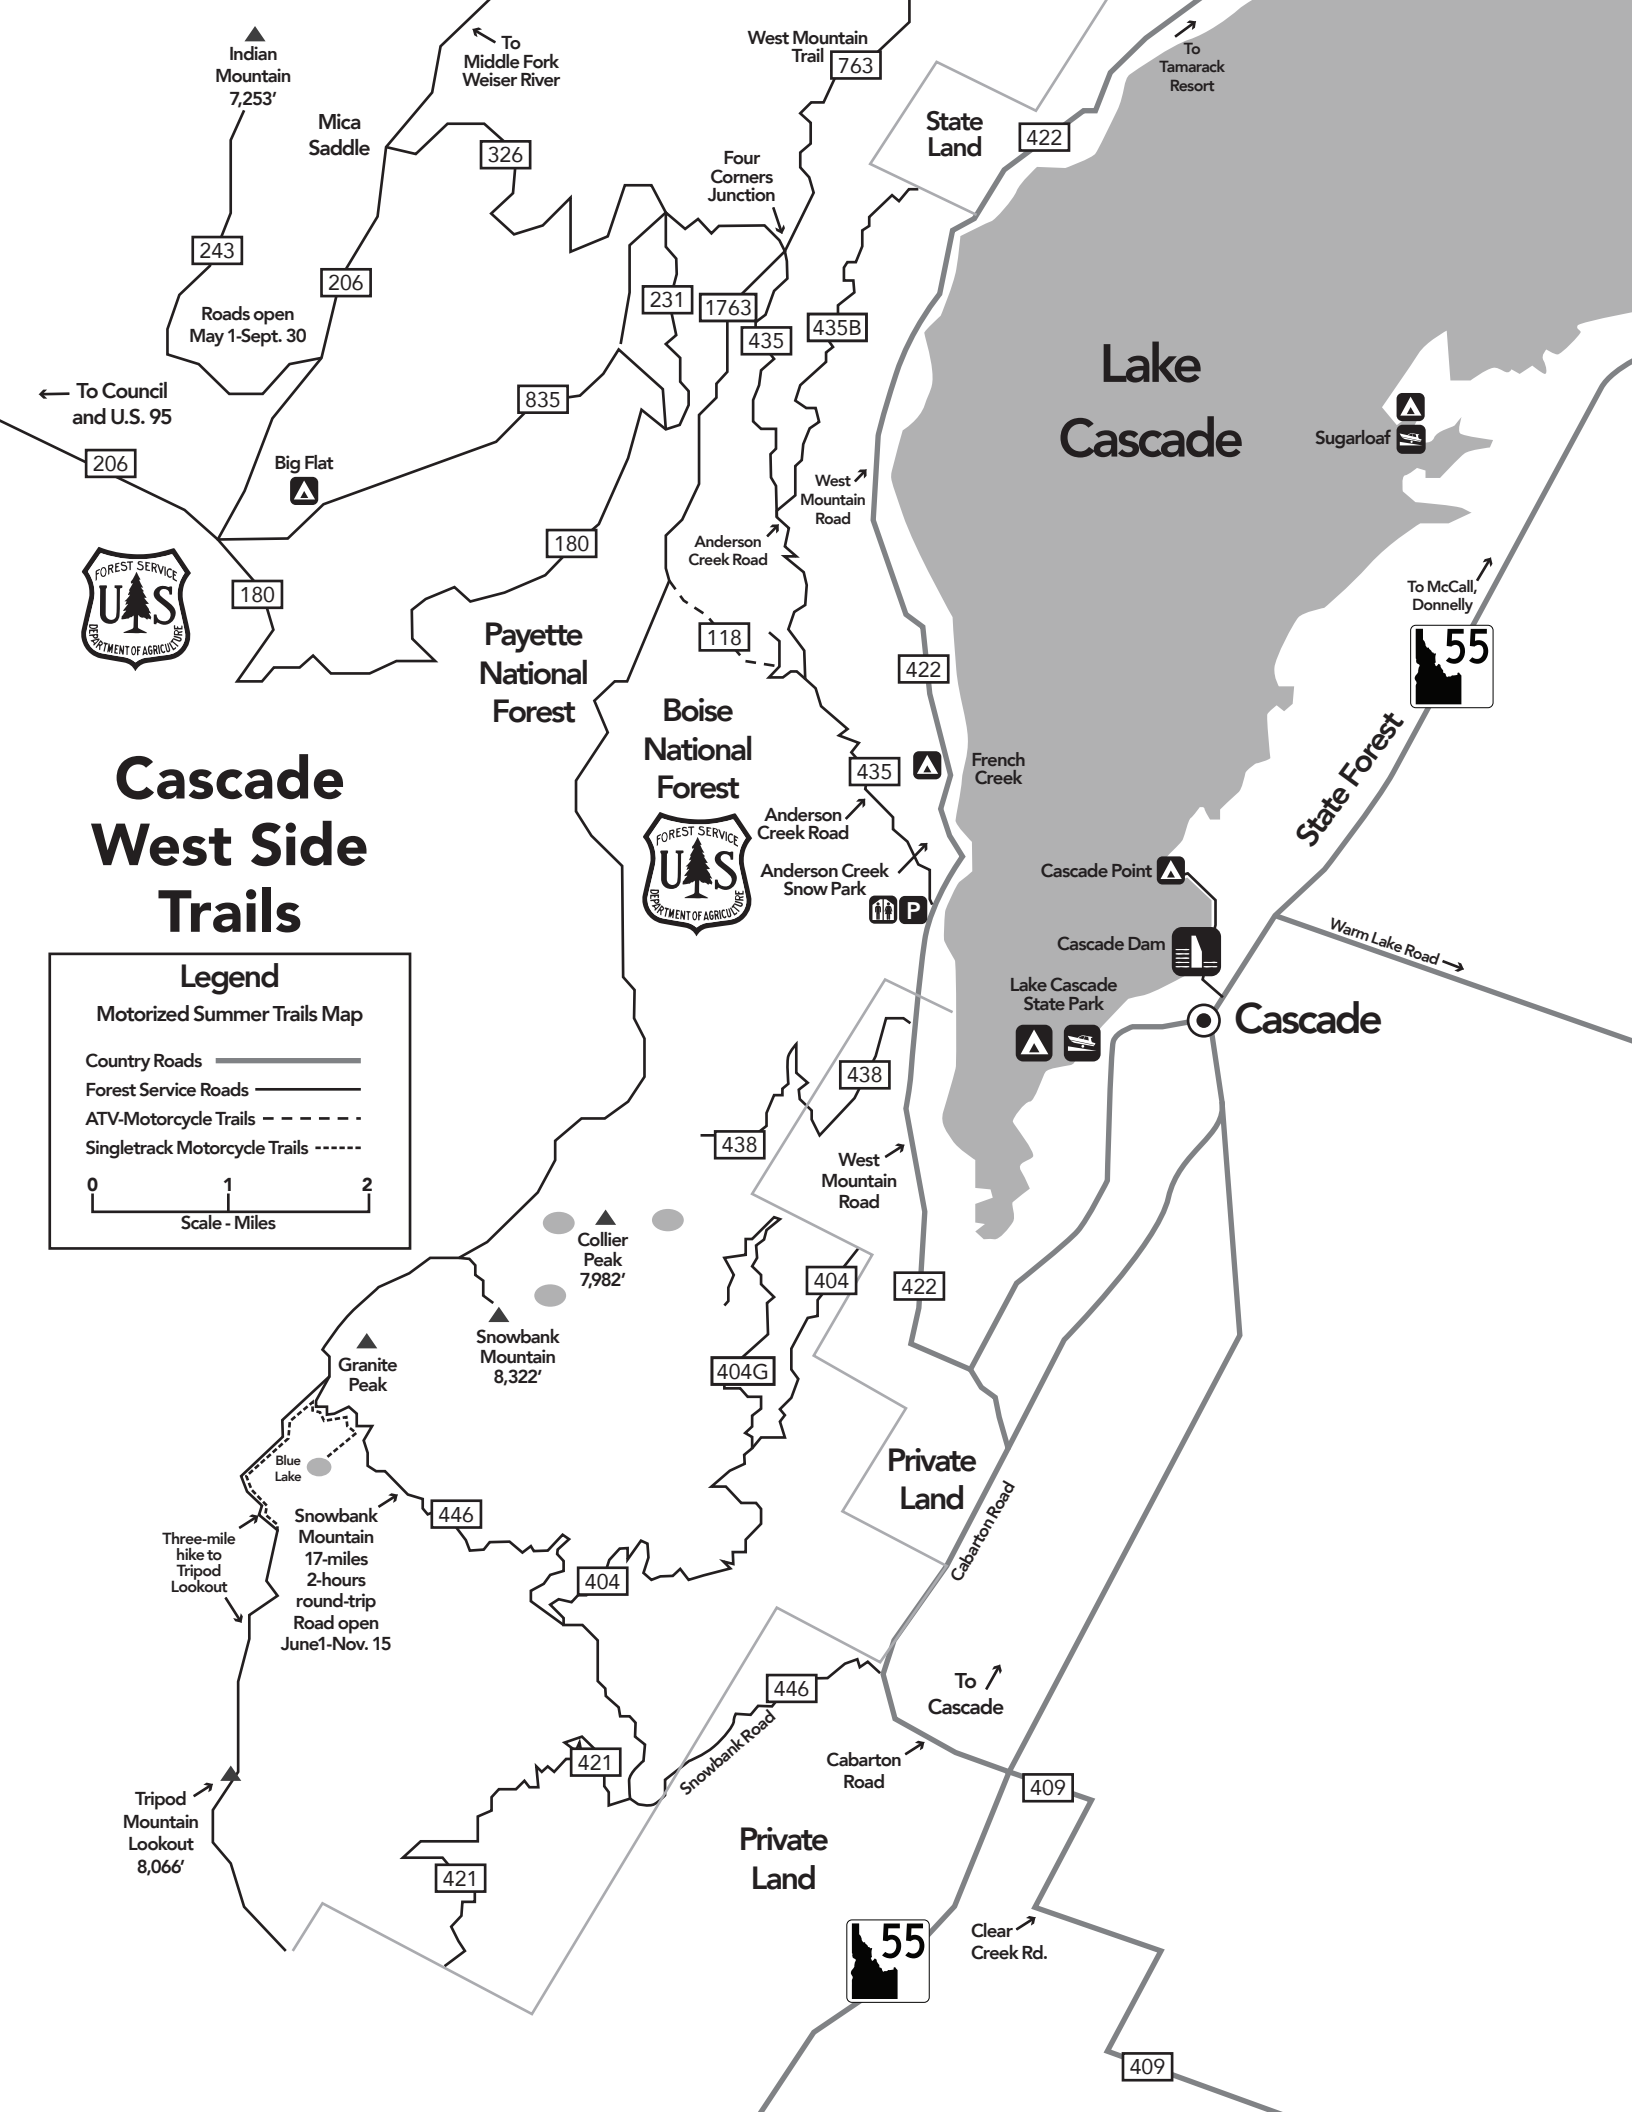 Indian
Mountain
7,253'
To
Middle Fork
Weiser River
West Mountain
Trail
763
To
Tamarack
Resort
Mica
Saddle
326
State
Land
422
Four
Corners
Junction
243
206
231
1763
435
435B
Roads open
May 1-Sept. 30
Lake
Cascade
To Council
and U.S. 95
835
Sugarloaf
206
Big Flat
West
Mountain
Road
180
Anderson
Creek Road
FOREST SERVICE
U S
DEPARTMENT OF AGRICULTURE
180
To McCall,
Donnelly
55
118
Payette
National
Forest
422
Boise
National
Forest
State Forest
Cascade
West Side
Trails
435
French
Creek
Anderson
Creek Road
FOREST SERVICE
U S
DEPARTMENT OF AGRICULTURE
Anderson Creek
Snow Park
P
Cascade Point
Cascade Dam
Warm Lake Road
Lake Cascade
State Park
Cascade
Legend
Motorized Summer Trails Map
Country Roads
Forest Service Roads
ATV-Motorcycle Trails
Singletrack Motorcycle Trails
0 1 2
Scale - Miles
438
438
West
Mountain
Road
Collier
Peak
7,982'
404
422
Snowbank
Mountain
8,322'
Granite
Peak
404G
Blue
Lake
Private
Land
Cabarton Road
446
Snowbank
Mountain
17-miles
2-hours
round-trip
Road open
June1-Nov. 15
Three-mile
hike to
Tripod
Lookout
404
446
To
Cascade
Snowbank Road
421
Cabarton
Road
409
Tripod
Mountain
Lookout
8,066'
Private
Land
421
55
Clear
Creek Rd.
409